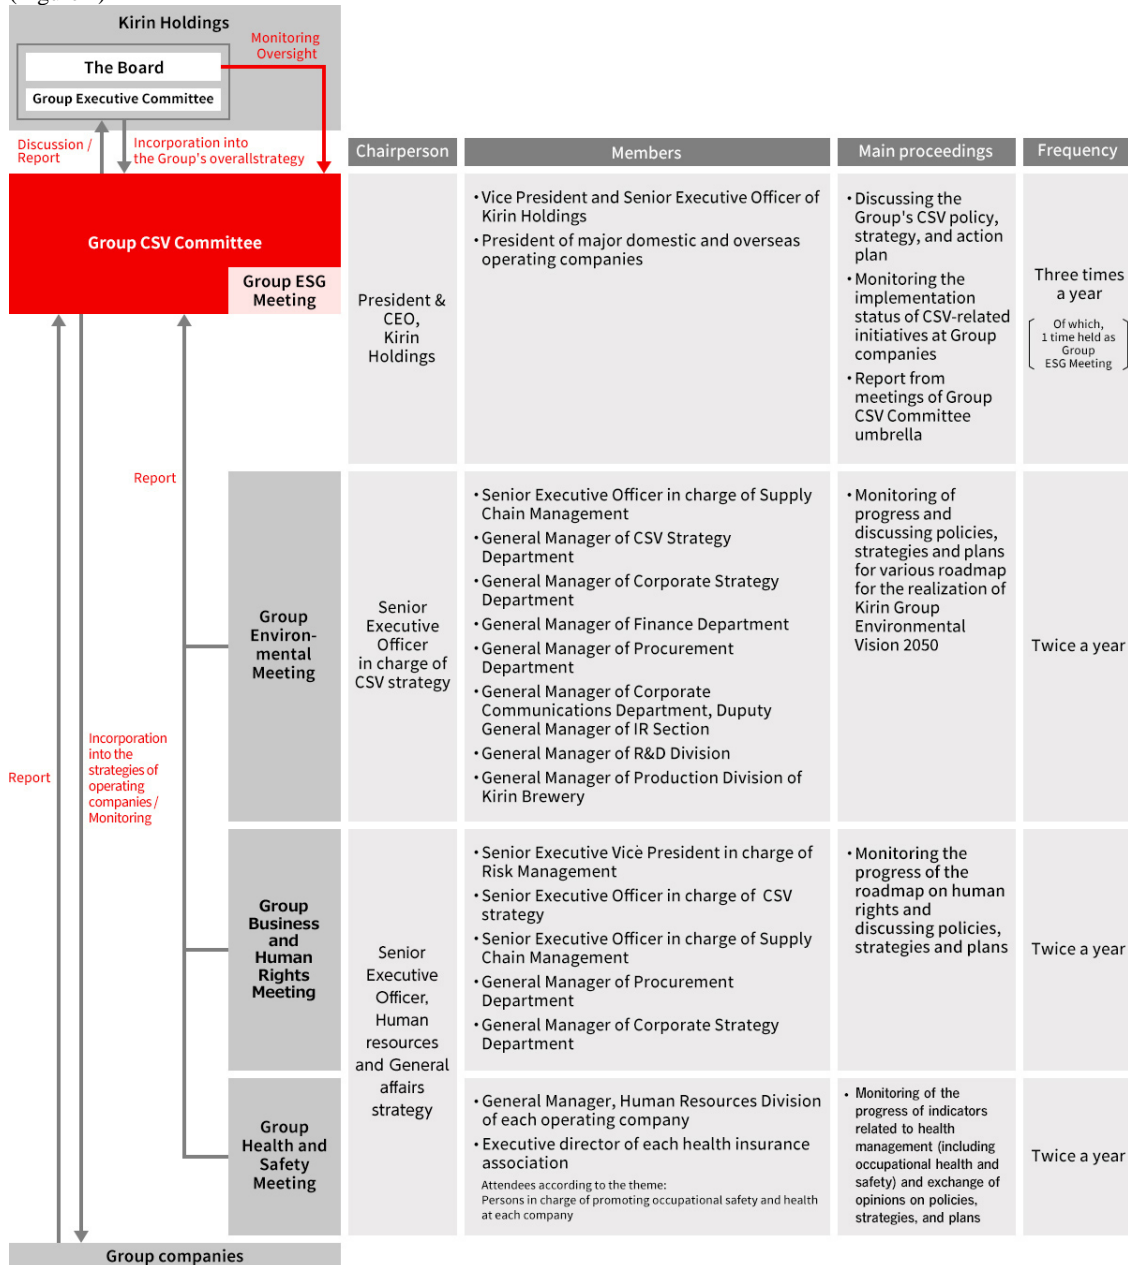 Kirin Holdings
The Board
Group Executive Committee
Monitoring
Oversight
Discussion /
Report
Incorporation into
the Group's overallstrategy
Chairperson
Members
Main proceedings
Frequency
Group CSV Committee
Group ESG
Meeting
President &
CEO,
Kirin
Holdings
・Vice President and Senior Executive Officer of
Kirin Holdings
・President of major domestic and overseas
operating companies
・Discussing the
Group's CSV policy,
strategy, and action
plan
・Monitoring the
implementation
status of CSV-related
initiatives at Group
companies
・Report from
meetings of Group
CSV Committee
umbrella
Three times
a year
Of which,
1 time held as
Group
ESG Meeting
Report
Group
Environ-
mental
Meeting
Senior
Executive
Officer
in charge of
CSV strategy
・Senior Executive Officer in charge of Supply
Chain Management
・General Manager of CSV Strategy
Department
・General Manager of Corporate Strategy
Department
・General Manager of Finance Department
・General Manager of Procurement
Department
・General Manager of Corporate
Communications Department, Duputy
General Manager of IR Section
・General Manager of R&D Division
・General Manager of Production Division of
Kirin Brewery
・Monitoring of
progress and
discussing policies,
strategies and plans
for various roadmap
for the realization of
Kirin Group
Environmental
Vision 2050
Twice a year
Report
Incorporation
into the
strategies of
operating
companies /
Monitoring
Group
Business
and
Human
Rights
Meeting
Senior
Executive
Officer,
Human
resources
and General
affairs
strategy
・Senior Executive Vice President in charge of
Risk Management
・Senior Executive Officer in charge of CSV
strategy
・Senior Executive Officer in charge of Supply
Chain Management
・General Manager of Procurement
Department
・General Manager of Corporate Strategy
Department
・Monitoring the
progress of the
roadmap on human
rights and
discussing policies,
strategies and plans
Twice a year
Group
Health and
Safety
Meeting
・General Manager, Human Resources Division
of each operating company
・Executive director of each health insurance
association
Attendees according to the theme:
Persons in charge of promoting occupational safety and health
at each company
・Monitoring of the
progress of indicators
related to health
management (including
occupational health and
safety) and exchange of
opinions on policies,
strategies, and plans
Twice a year
Group companies